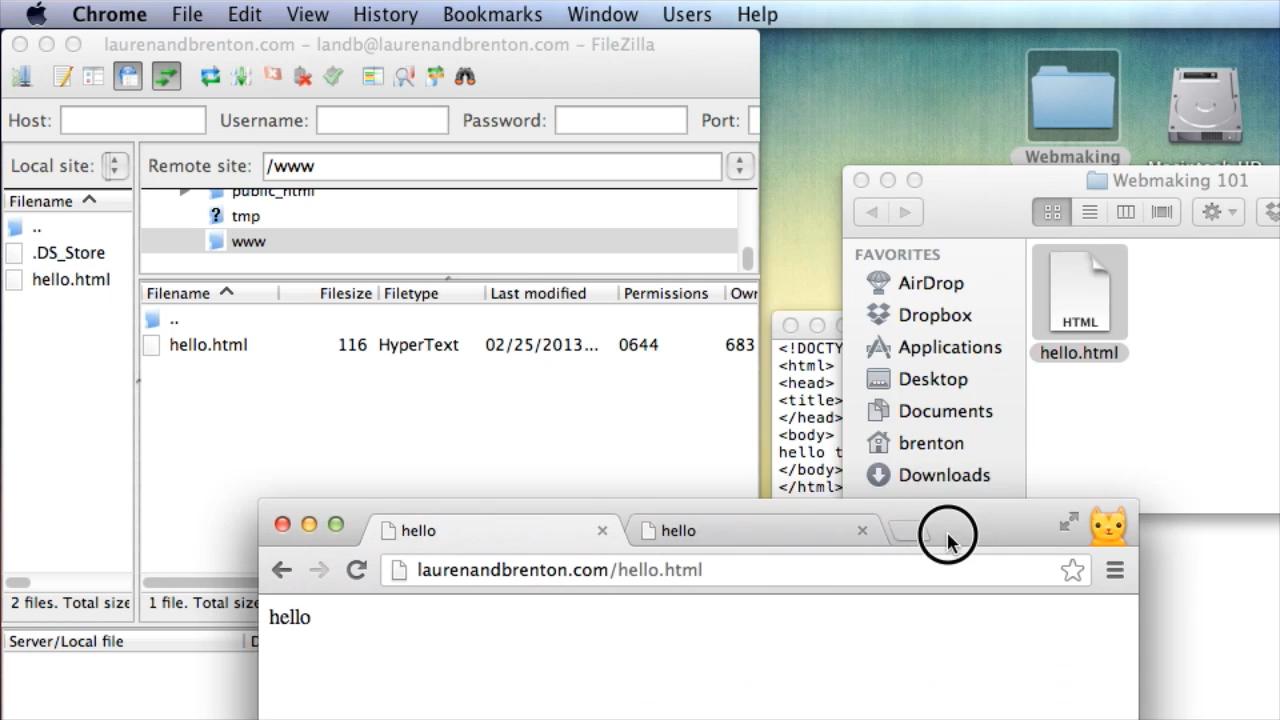 Chrome File Edit View History Bookmarks Window Users Help
laurenandbrenton.com – landb@laurenandbrenton.com – FileZilla
Host: Username: Password: Port:
Local site: Remote site: /www
Filename
..
.DS_Store
hello.html
public_html
tmp
www
Filename Filesize Filetype Last modified Permissions Own
..
hello.html 116 HyperText 02/25/2013... 0644 683
2 files. Total size
1 file. Total size
Server/Local file
Webmaking
Macintosh HD
Webmaking 101
FAVORITES
AirDrop
Dropbox
Applications
Desktop
Documents
brenton
Downloads
HTML
hello.html
<!DOCTY
<html>
<head>
<title>
</head>
<body>
hello t
</body>
</html>
hello hello
laurenandbrenton.com/hello.html
hello